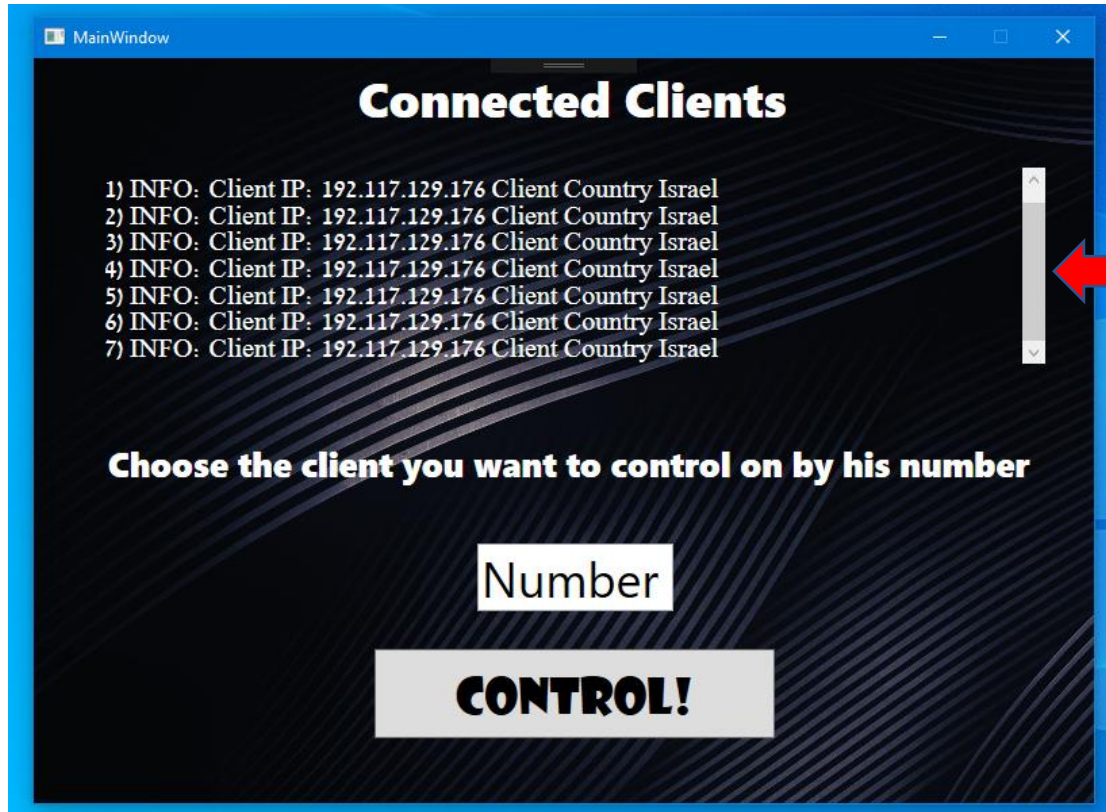 MainWindow
Connected Clients
1) INFO: Client IP: 192.117.129.176 Client Country Israel
2) INFO: Client IP: 192.117.129.176 Client Country Israel
3) INFO: Client IP: 192.117.129.176 Client Country Israel
4) INFO: Client IP: 192.117.129.176 Client Country Israel
5) INFO: Client IP: 192.117.129.176 Client Country Israel
6) INFO: Client IP: 192.117.129.176 Client Country Israel
7) INFO: Client IP: 192.117.129.176 Client Country Israel
Choose the client you want to control on by his number
Number
CONTROL!